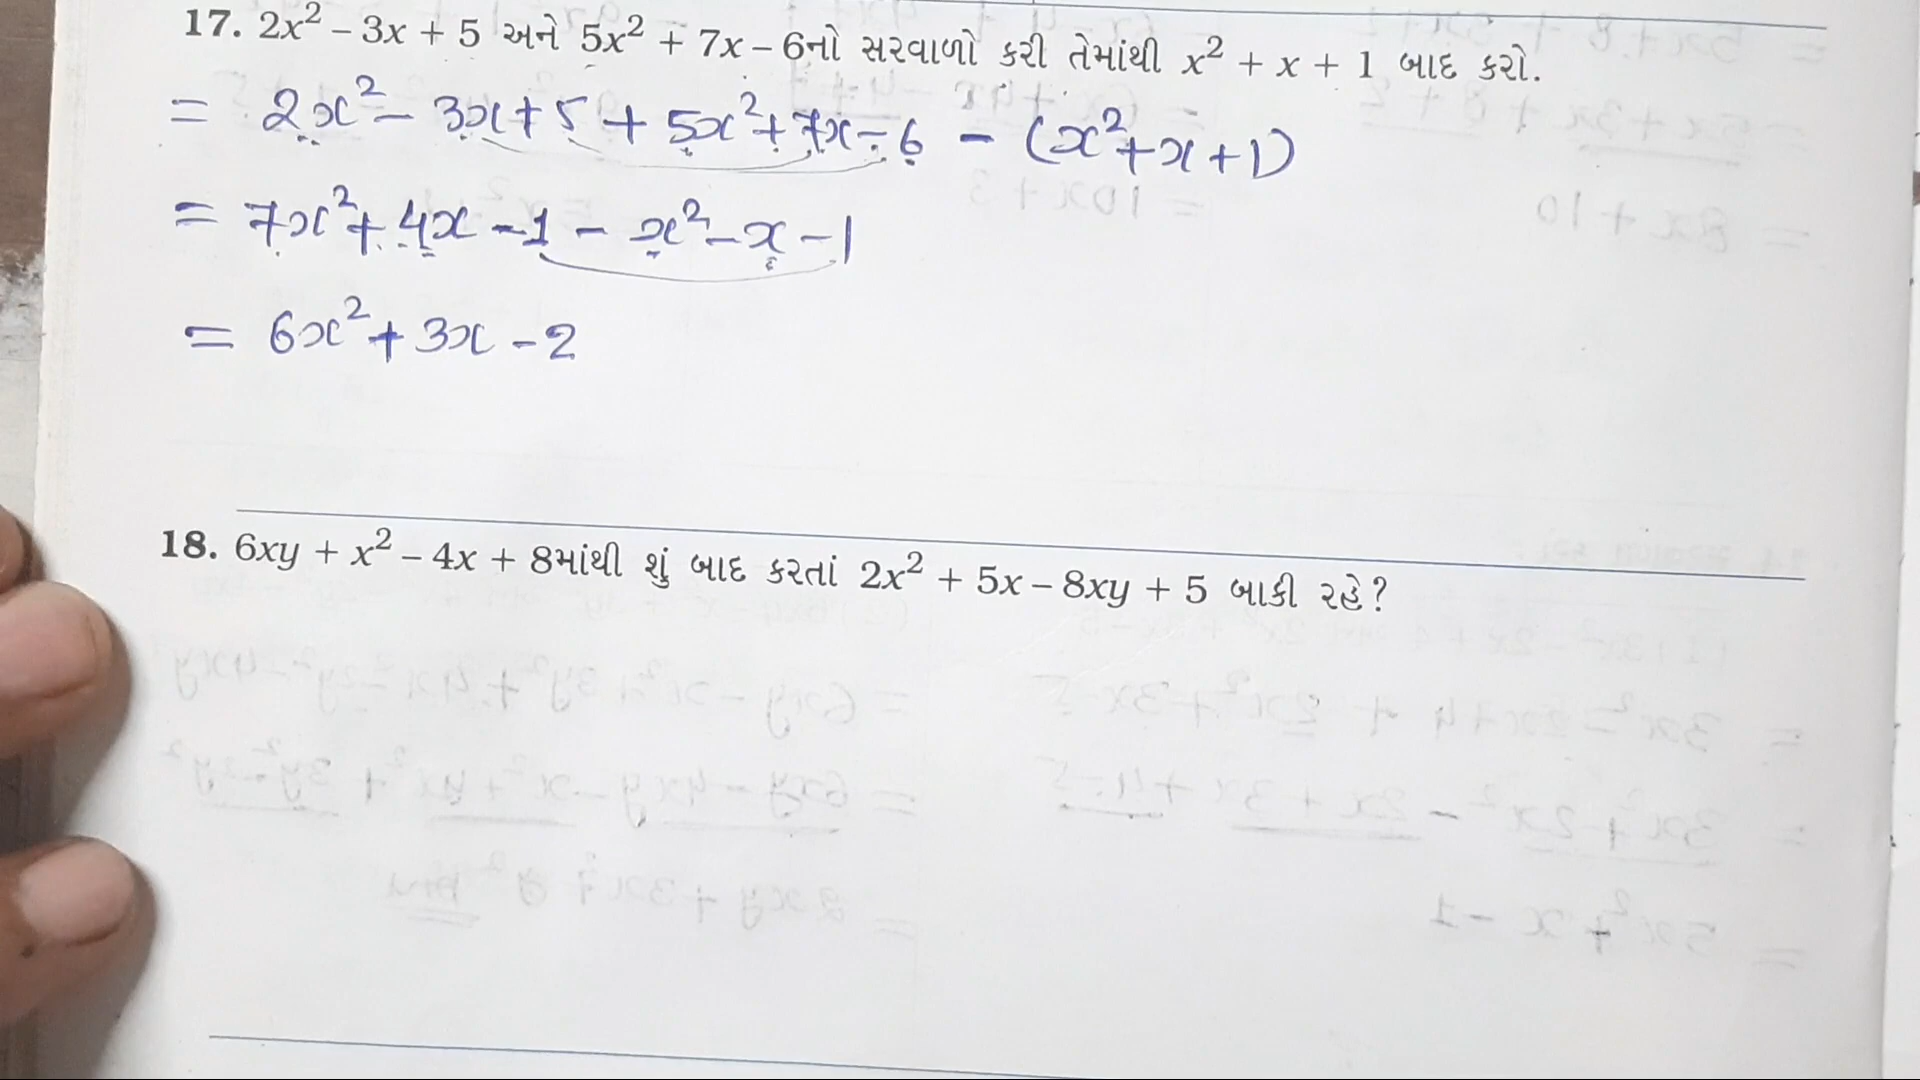 17. 2x² – 3x + 5 અને 5x² + 7x – 6નો સરવાળો કરી તેમાંથી x² + x + 1 બાદ કરો.
= 2x² – 3x + 5 + 5x² + 7x – 6 – (x² + x + 1)
= 7x² + 4x – 1 – x² – x – 1
= 6x² + 3x – 2
18. 6xy + x² – 4x + 8માંથી શું બાદ કરતાં 2x² + 5x – 8xy + 5 બાકી રહે?